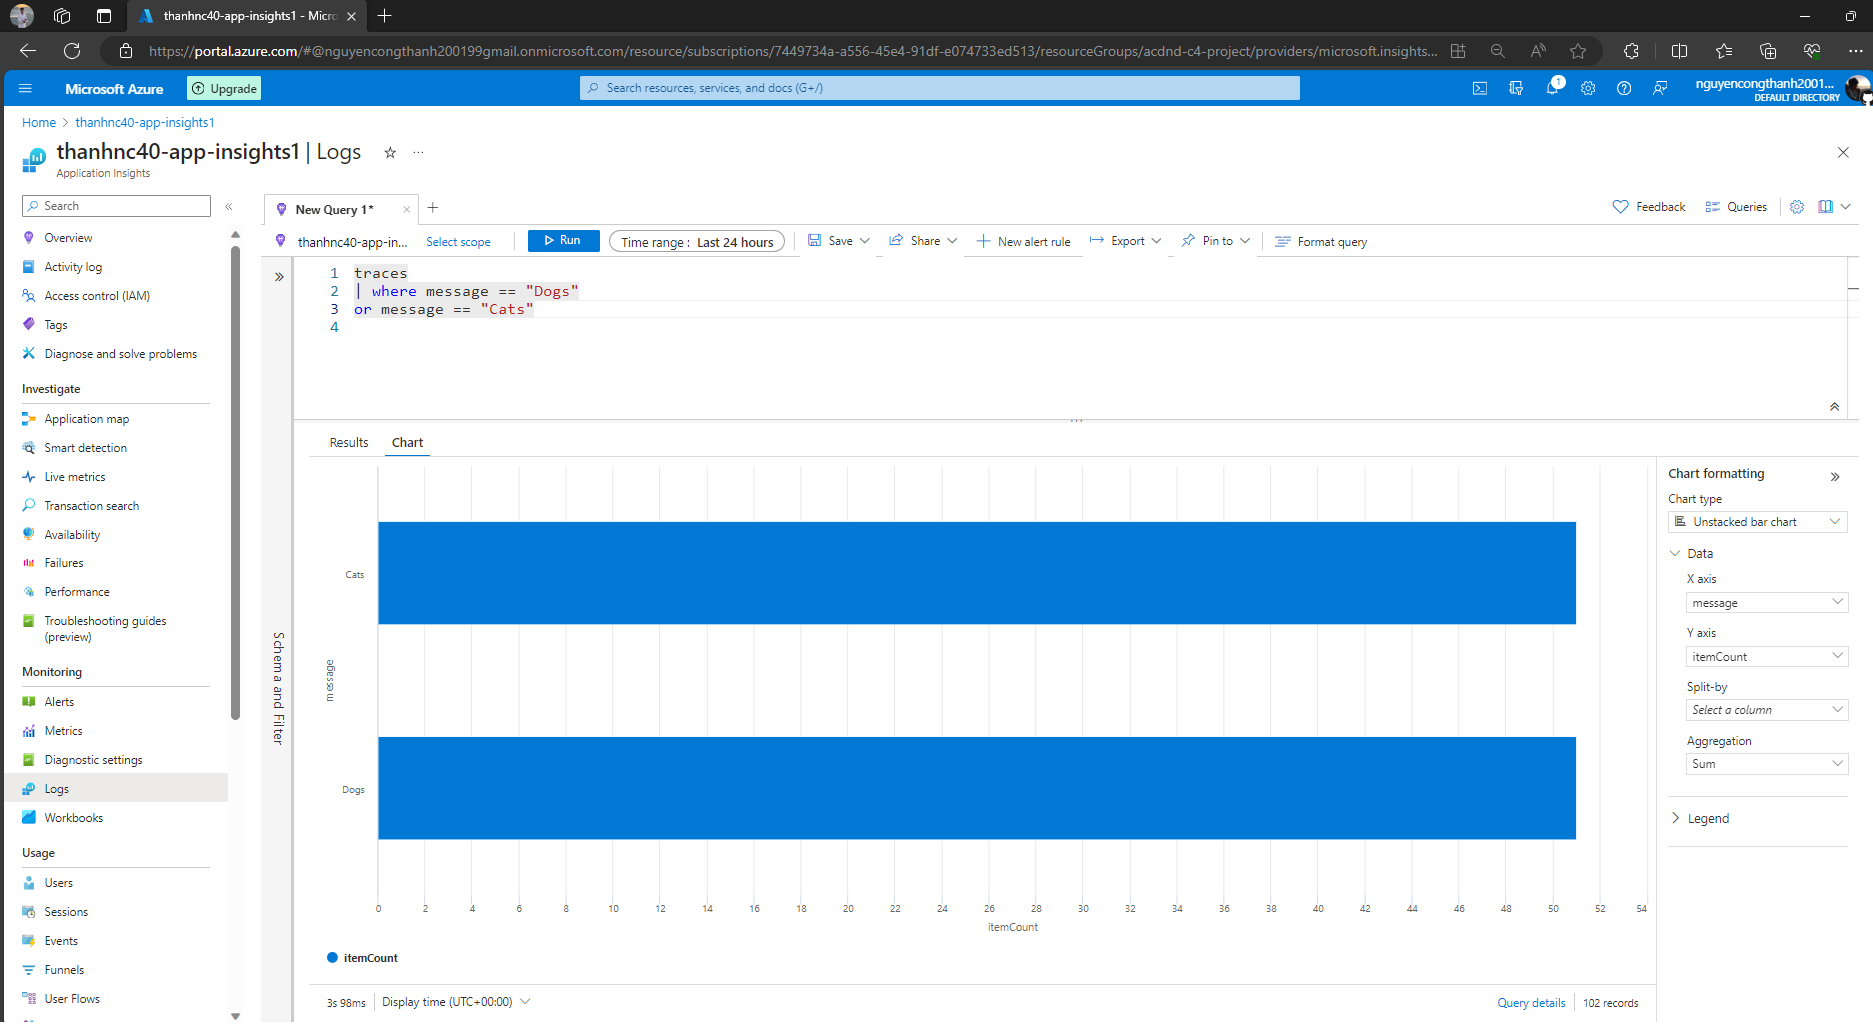 thanhnc40-app-insights1 - Micro
https://portal.azure.com/#@nguyencongthanh200199gmail.onmicrosoft.com/resource/subscriptions/7449734a-a556-45e4-91df-e074733ed513/resourceGroups/acdnd-c4-project/providers/microsoft.insights...
Microsoft Azure
Upgrade
Search resources, services, and docs (G+/)
1
nguyencongthanh2001...
DEFAULT DIRECTORY
Home > thanhnc40-app-insights1
thanhnc40-app-insights1 | Logs
Application Insights
Search
Overview
Activity log
Access control (IAM)
Tags
Diagnose and solve problems
Investigate
Application map
Smart detection
Live metrics
Transaction search
Availability
Failures
Performance
Troubleshooting guides
(preview)
Monitoring
Alerts
Metrics
Diagnostic settings
Logs
Workbooks
Usage
Users
Sessions
Events
Funnels
User Flows
New Query 1*
Feedback
Queries
thanhnc40-app-in...
Select scope
Run
Time range : Last 24 hours
Save
Share
New alert rule
Export
Pin to
Format query
Schema and Filter
1 traces
2 | where message == "Dogs"
3 or message == "Cats"
4
Results
Chart
Cats
message
Dogs
0 2 4 6 8 10 12 14 16 18 20 22 24 26 28 30 32 34 36 38 40 42 44 46 48 50 52 54
itemCount
itemCount
3s 98ms
Display time (UTC+00:00)
Query details
102 records
Chart formatting
Chart type
Unstacked bar chart
Data
X axis
message
Y axis
itemCount
Split-by
Select a column
Aggregation
Sum
Legend